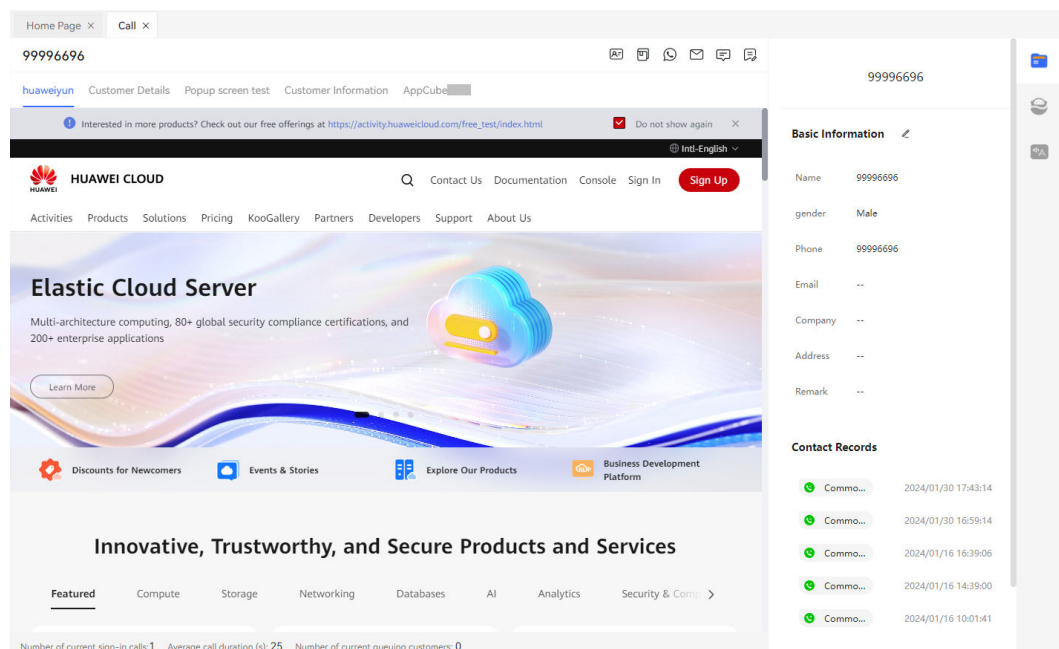 Home Page × Call ×
99996696
huaweiyun Customer Details Popup screen test Customer Information AppCube
Interested in more products? Check out our free offerings at https://activity.huaweicloud.com/free_test/index.html Do not show again ×
Intl-English
HUAWEI
HUAWEI CLOUD Contact Us Documentation Console Sign In Sign Up
Activities Products Solutions Pricing KooGallery Partners Developers Support About Us
Elastic Cloud Server
Multi-architecture computing, 80+ global security compliance certifications, and
200+ enterprise applications
Learn More
Discounts for Newcomers Events & Stories Explore Our Products Business Development
Platform
Innovative, Trustworthy, and Secure Products and Services
Featured Compute Storage Networking Databases AI Analytics Security &
Number of current sign-in calls:1 Average call duration (s): 25 Number of current queuing customers: 0
99996696
Basic Information
Name 99996696
gender Male
Phone 99996696
Email --
Company --
Address --
Remark --
Contact Records
Commo... 2024/01/30 17:43:14
Commo... 2024/01/30 16:59:14
Commo... 2024/01/16 16:39:06
Commo... 2024/01/16 14:39:00
Commo... 2024/01/16 10:01:41